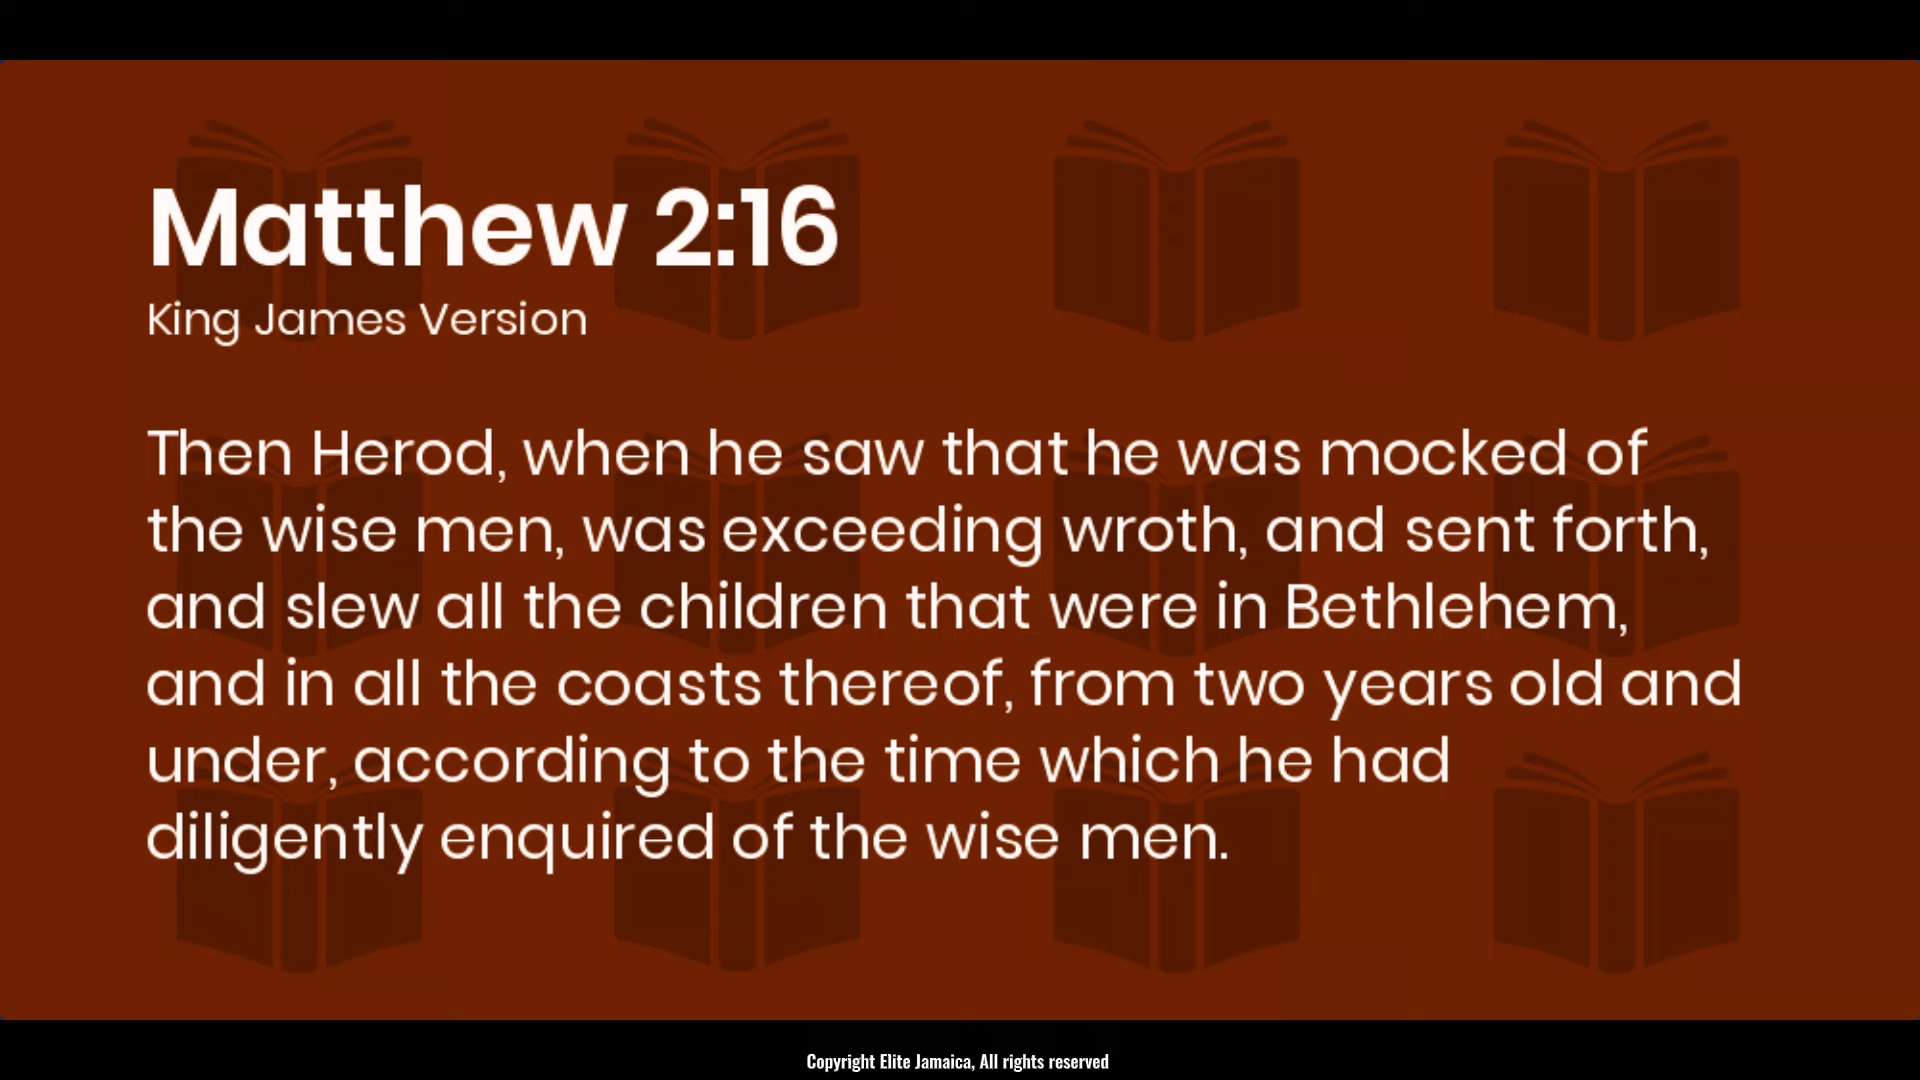 Matthew 2:16
King James Version
Then Herod, when he saw that he was mocked of
the wise men, was exceeding wroth, and sent forth,
and slew all the children that were in Bethlehem,
and in all the coasts thereof, from two years old and
under, according to the time which he had
diligently enquired of the wise men.
Copyright Elite Jamaica, All rights reserved